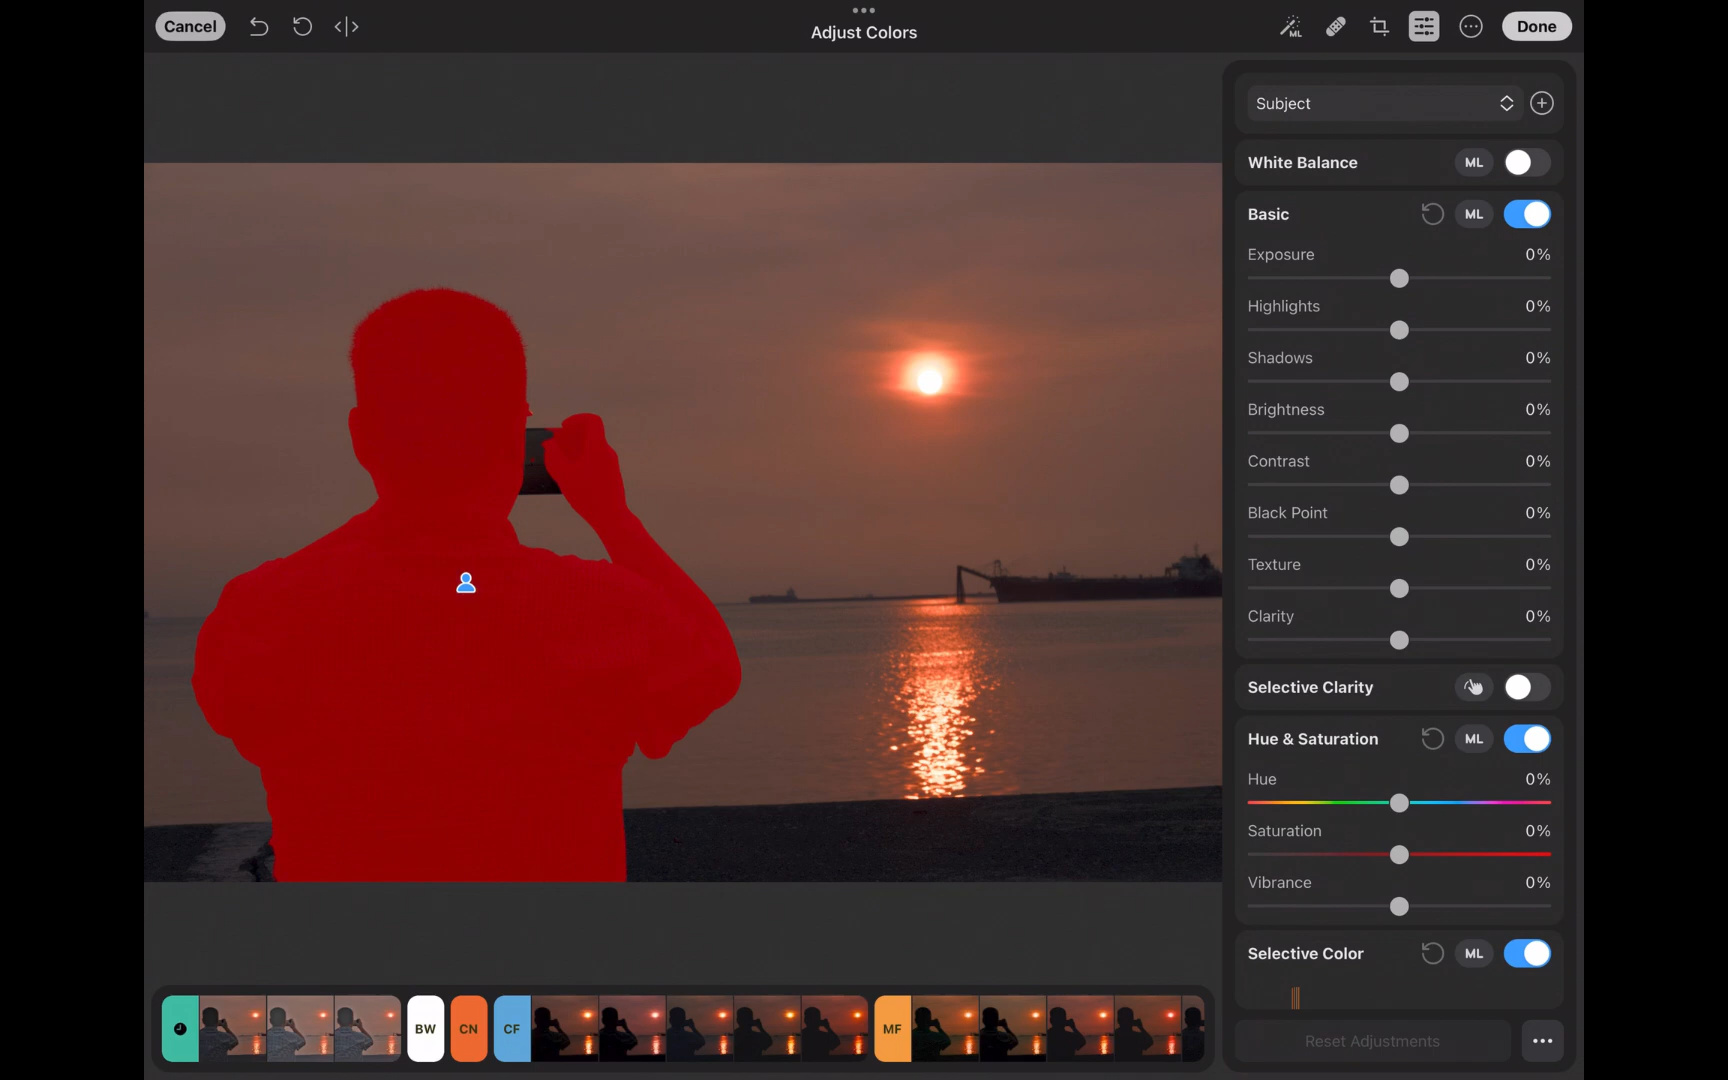 Cancel
Adjust Colors
ML
Done
Subject
White Balance ML
Basic ML
Exposure 0%
Highlights 0%
Shadows 0%
Brightness 0%
Contrast 0%
Black Point 0%
Texture 0%
Clarity 0%
Selective Clarity
Hue & Saturation ML
Hue 0%
Saturation 0%
Vibrance 0%
Selective Color ML
BW CN CF MF
Reset Adjustments